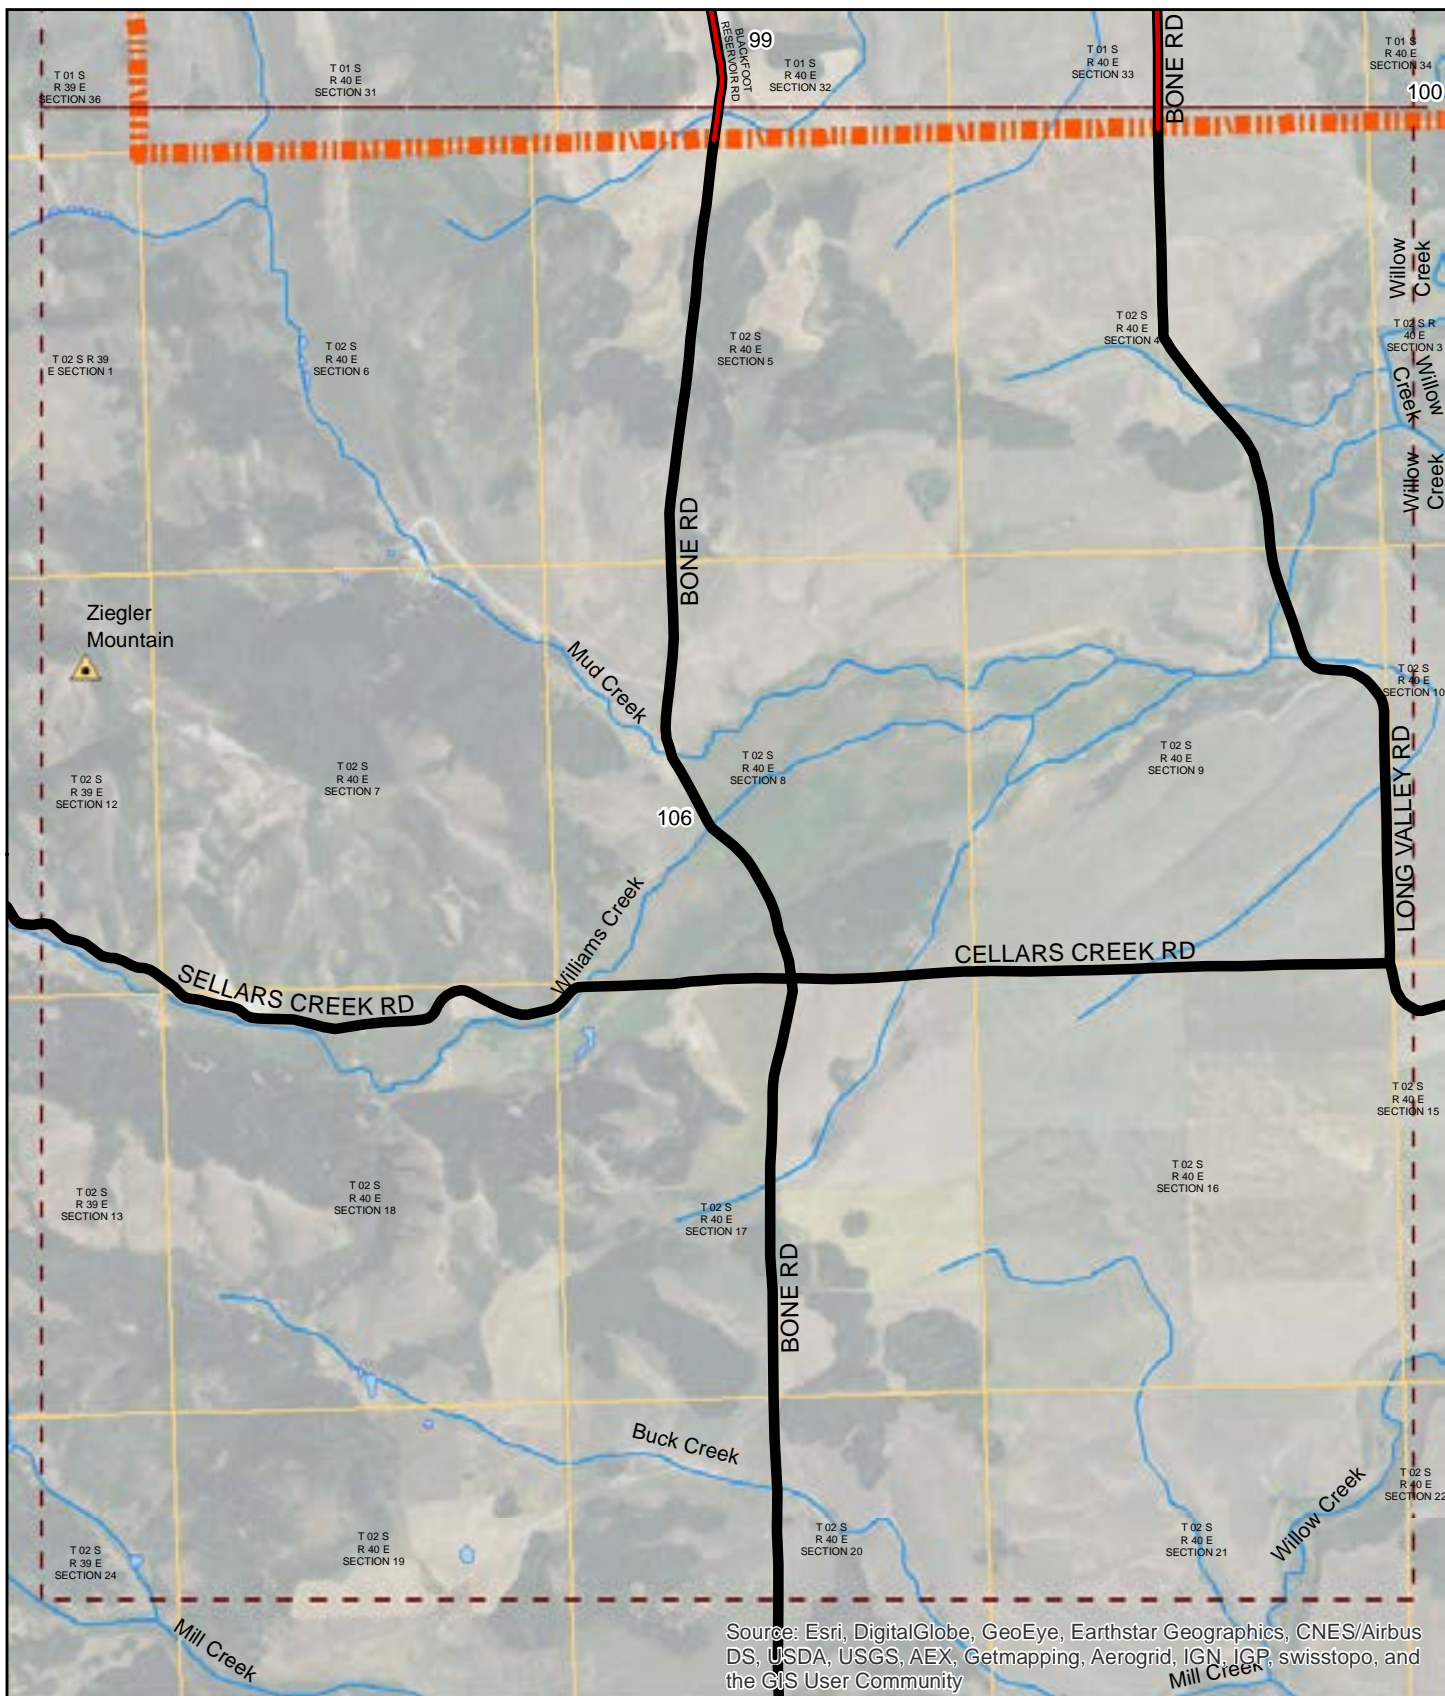 T 01 S
R 39 E
SECTION 36
T 01 S
R 40 E
SECTION 31
BLACKFOOT
RESERVOIR RD
99
T 01 S
R 40 E
SECTION 32
T 01 S
R 40 E
SECTION 33
BONE RD
T 01 S
R 40 E
SECTION 34
100
T 02 S R 39
E SECTION 1
T 02 S
R 40 E
SECTION 6
T 02 S
R 40 E
SECTION 5
T 02 S
R 40 E
SECTION 4
Willow
Creek
T 02 S R
40 E
SECTION 3
Willow
Creek
Willow
Creek
BONE RD
Ziegler
Mountain
Mud Creek
T 02 S
R 40 E
SECTION 10
T 02 S
R 39 E
SECTION 12
T 02 S
R 40 E
SECTION 7
T 02 S
R 40 E
SECTION 8
T 02 S
R 40 E
SECTION 9
LONG VALLEY RD
106
Williams Creek
SELLARS CREEK RD
CELLARS CREEK RD
T 02 S
R 40 E
SECTION 15
T 02 S
R 39 E
SECTION 13
T 02 S
R 40 E
SECTION 18
T 02 S
R 40 E
SECTION 17
T 02 S
R 40 E
SECTION 16
BONE RD
Buck Creek
Willow Creek
T 02 S
R 40 E
SECTION 22
T 02 S
R 39 E
SECTION 24
T 02 S
R 40 E
SECTION 19
T 02 S
R 40 E
SECTION 20
T 02 S
R 40 E
SECTION 21
Mill Creek
Mill Creek
Source: Esri, DigitalGlobe, GeoEye, Earthstar Geographics, CNES/Airbus
DS, USDA, USGS, AEX, Getmapping, Aerogrid, IGN, IGP, swisstopo, and
the GIS User Community